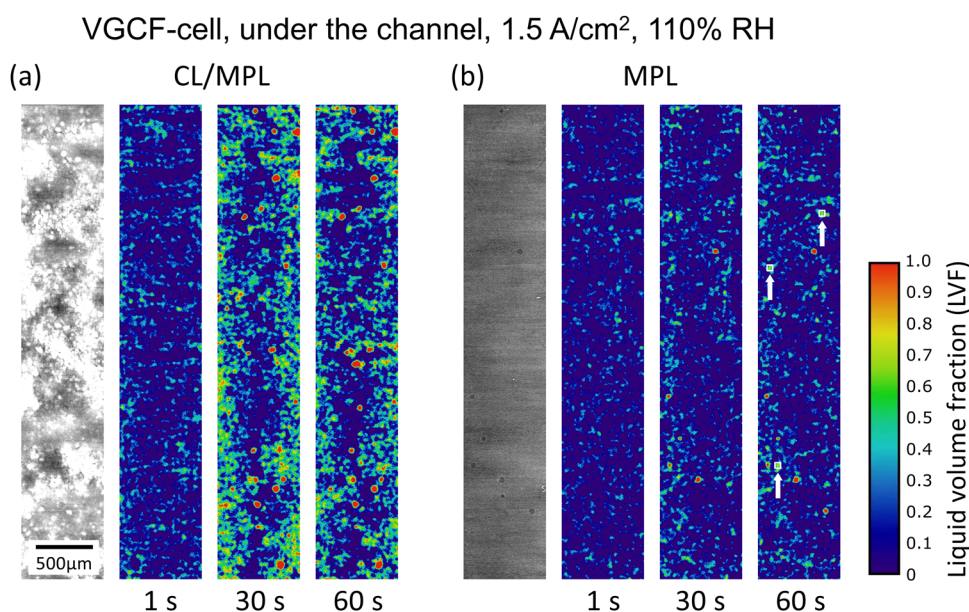 VGCF-cell, under the channel, 1.5 A/cm², 110% RH
(a) CL/MPL
(b) MPL
500μm
1 s 30 s 60 s
1 s 30 s 60 s
1.0
0.9
0.8
0.7
0.6
0.5
0.4
0.3
0.2
0.1
0
Liquid volume fraction (LVF)